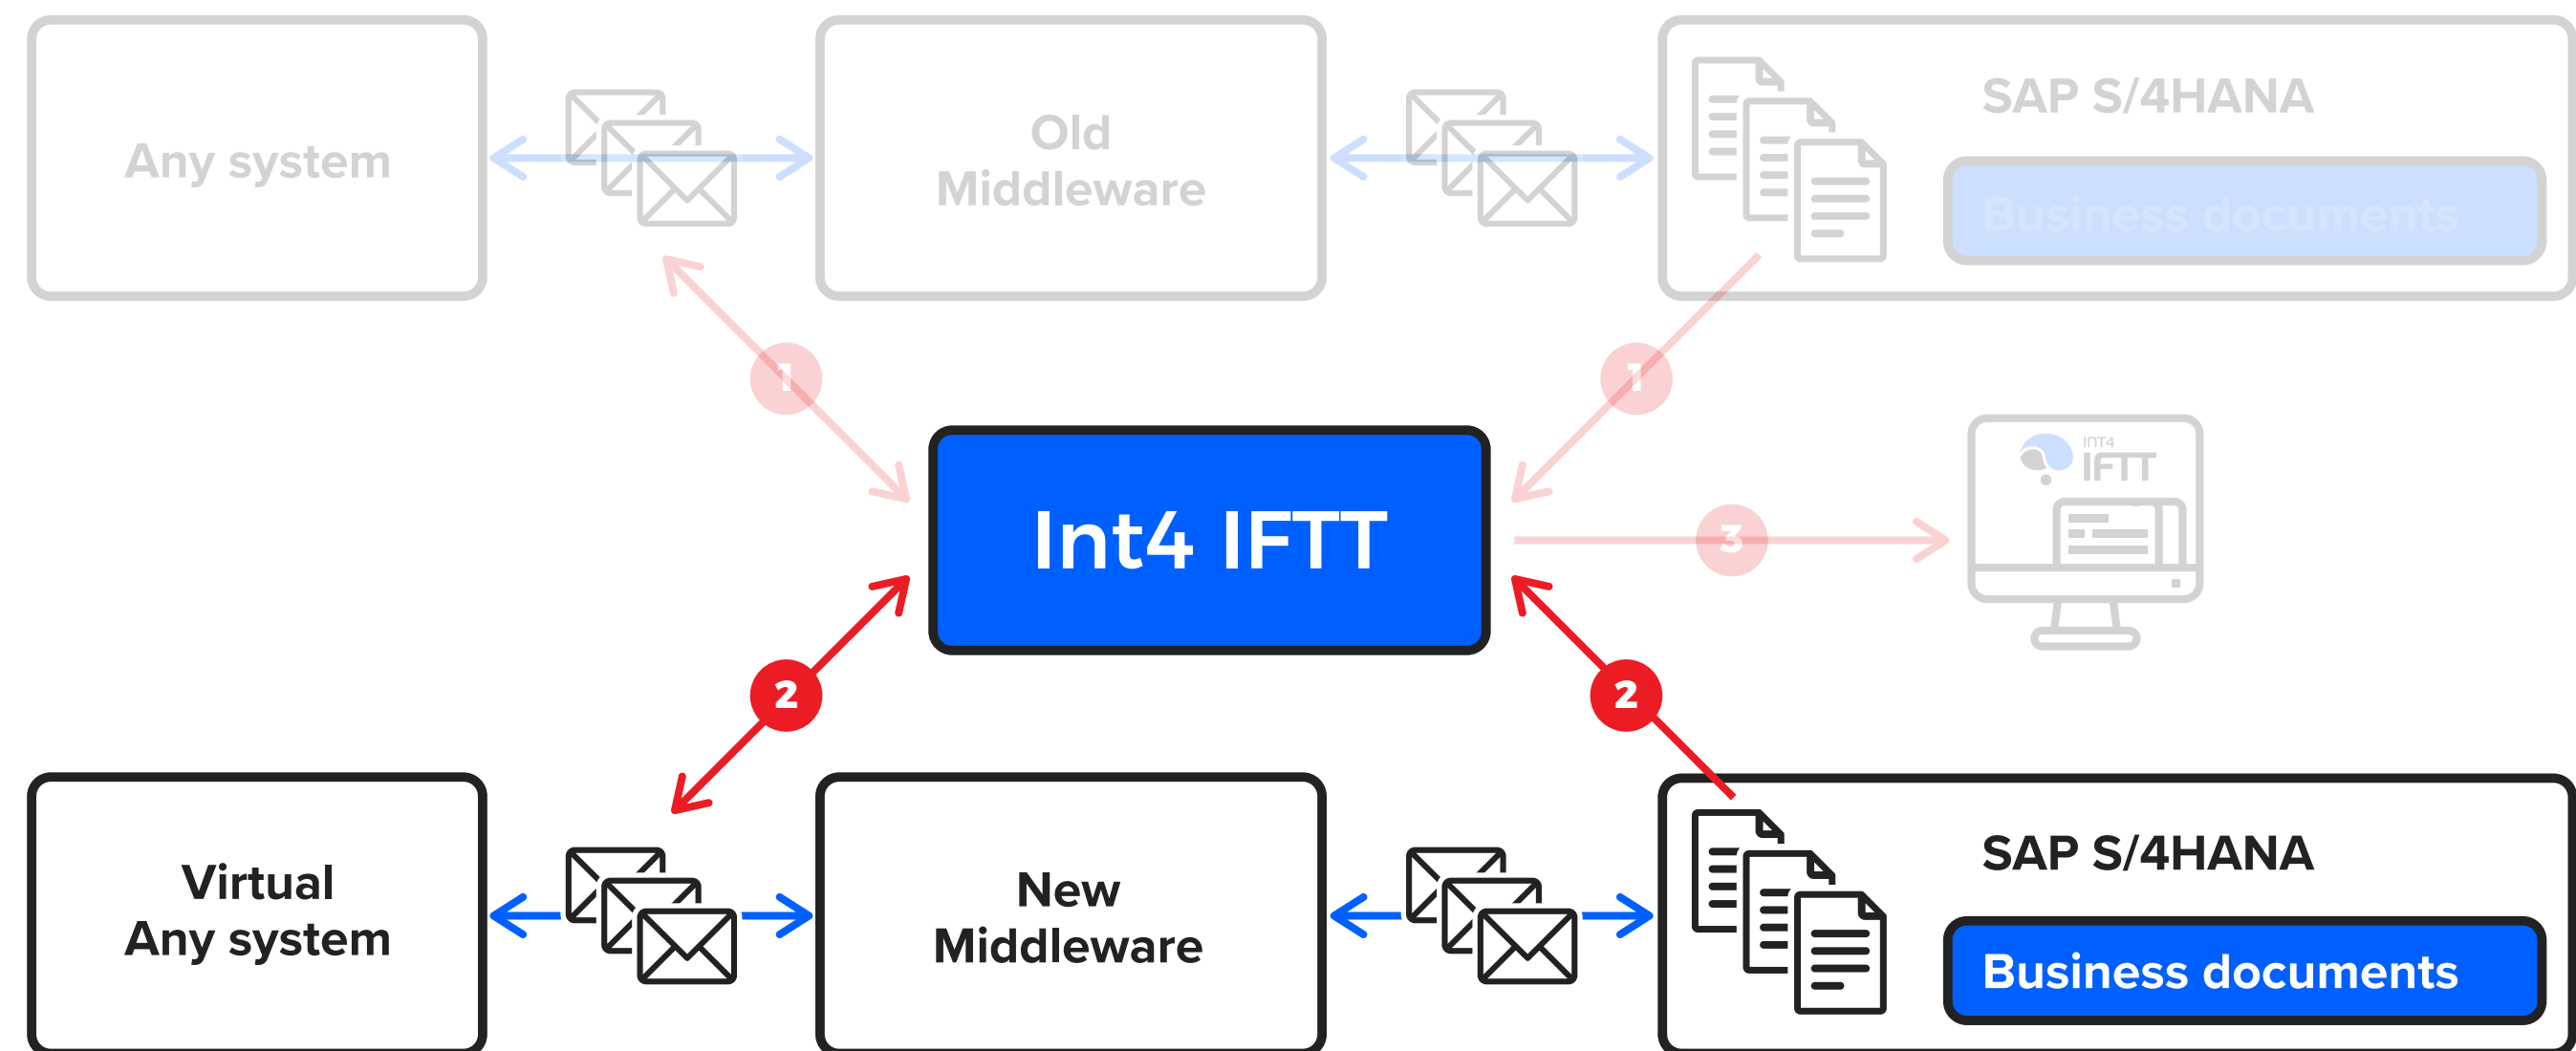 Any system
Old
Middleware
SAP S/4HANA
Business documents
1
1
Int4 IFTT
3
INT4
IFTT
2
2
Virtual
Any system
New
Middleware
SAP S/4HANA
Business documents